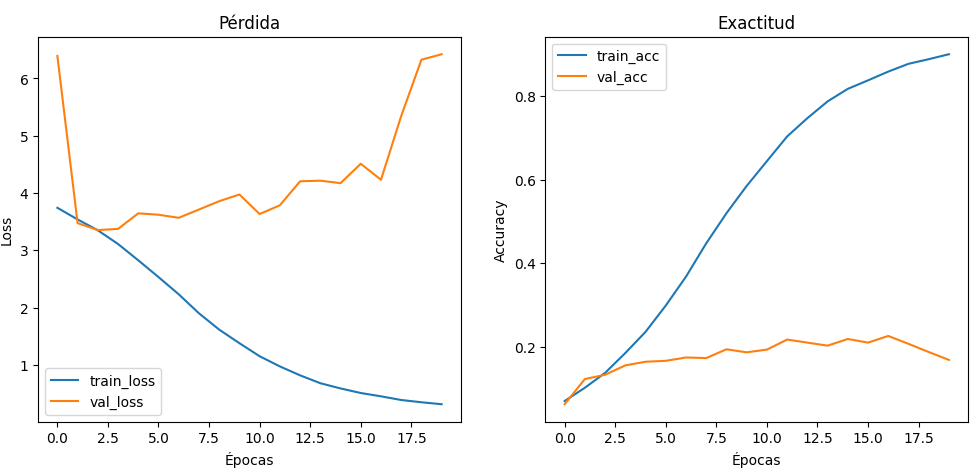 Pérdida
Loss
6
5
4
3
2
1
train_loss
val_loss
0.0 2.5 5.0 7.5 10.0 12.5 15.0 17.5
Épocas
Exactitud
Accuracy
train_acc
val_acc
0.8
0.6
0.4
0.2
0.0 2.5 5.0 7.5 10.0 12.5 15.0 17.5
Épocas